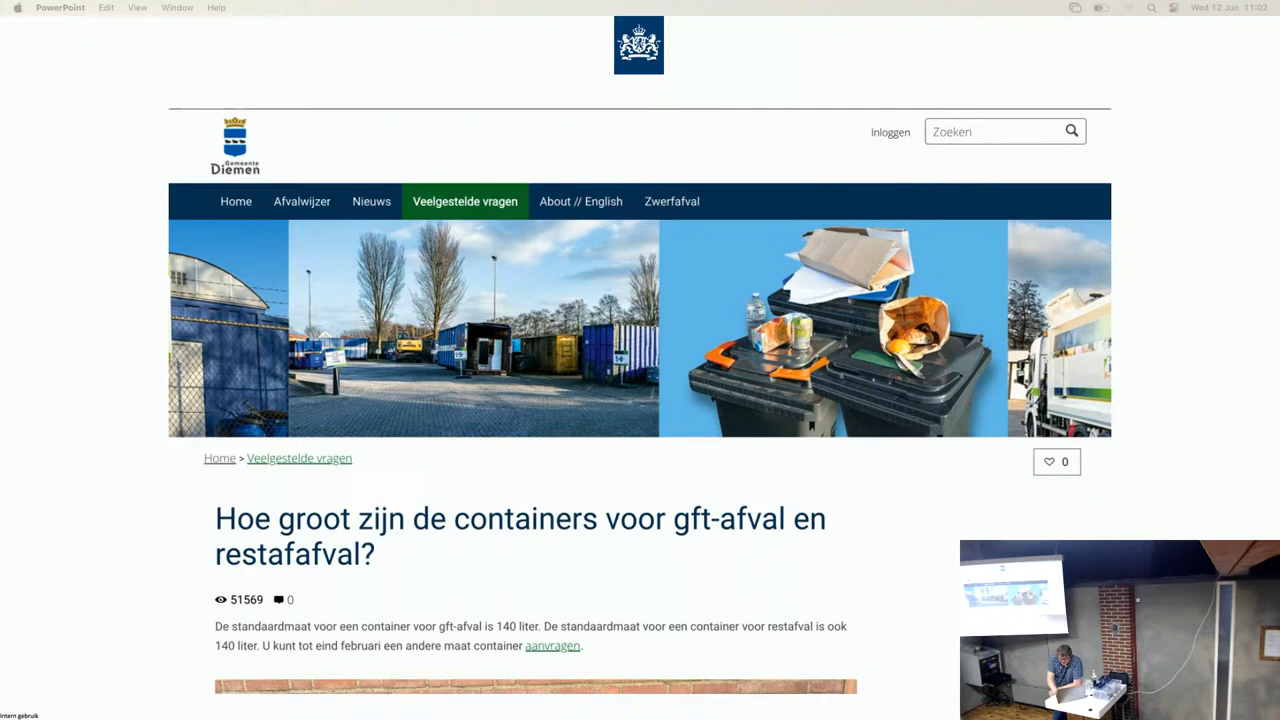 PowerPoint Edit View Window Help Wed 12 Jun 11:02
Gemeente
Diemen
Inloggen Zoeken
Home Afvalwijzer Nieuws Veelgestelde vragen About // English Zwerfafval
Home > Veelgestelde vragen
0
Hoe groot zijn de containers voor gft-afval en
restafafval?
51569 0
De standaardmaat voor een container voor gft-afval is 140 liter. De standaardmaat voor een container voor restafval is ook
140 liter. U kunt tot eind februari een andere maat container aanvragen.
Intern gebruik